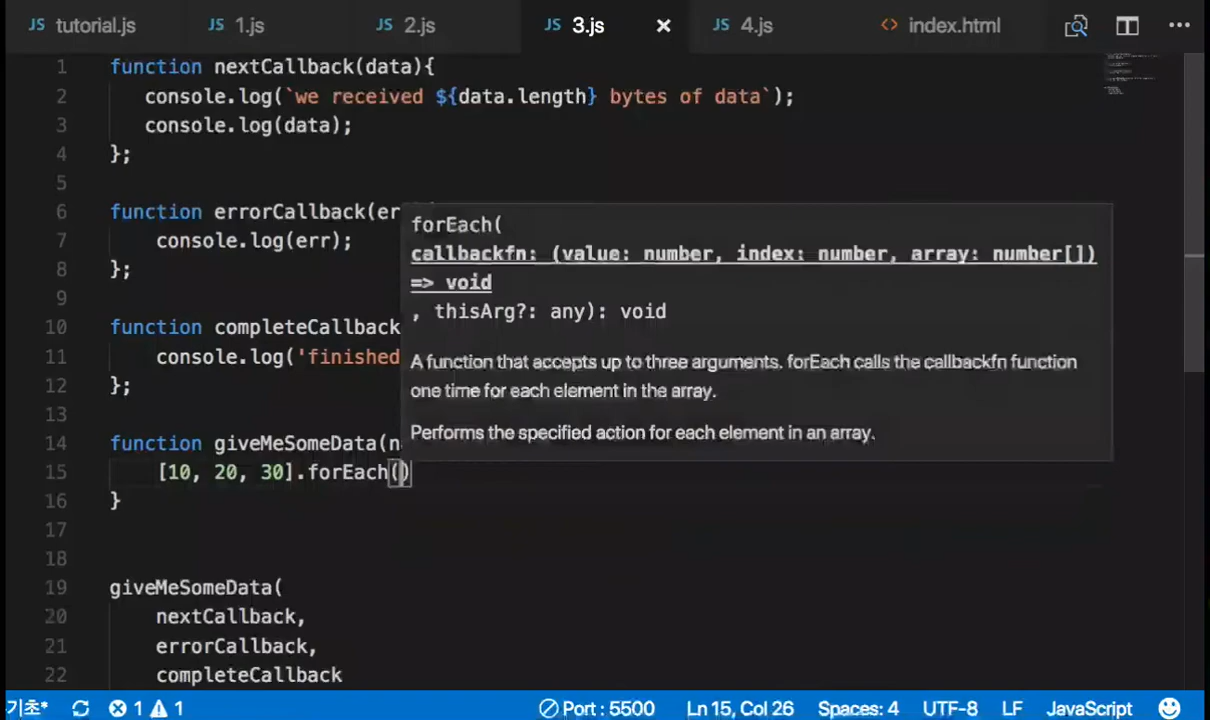 JS tutorial.js JS 1.js JS 2.js JS 3.js × JS 4.js <> index.html ...
1 function nextCallback(data){
2 console.log(`we received ${data.length} bytes of data`);
3 console.log(data);
4 };
5
6 function errorCallback(er
7 console.log(err);
8 };
9
10 function completeCallback
11 console.log('finished
12 };
13
14 function giveMeSomeData(n
15 [10, 20, 30].forEach()
16 }
17
18
19 giveMeSomeData(
20 nextCallback,
21 errorCallback,
22 completeCallback
forEach(
callbackfn: (value: number, index: number, array: number[])
=> void
, thisArg?: any): void
A function that accepts up to three arguments. forEach calls the callbackfn function
one time for each element in the array.
Performs the specified action for each element in an array.
기초* 1 1 Port : 5500 Ln 15, Col 26 Spaces: 4 UTF-8 LF JavaScript